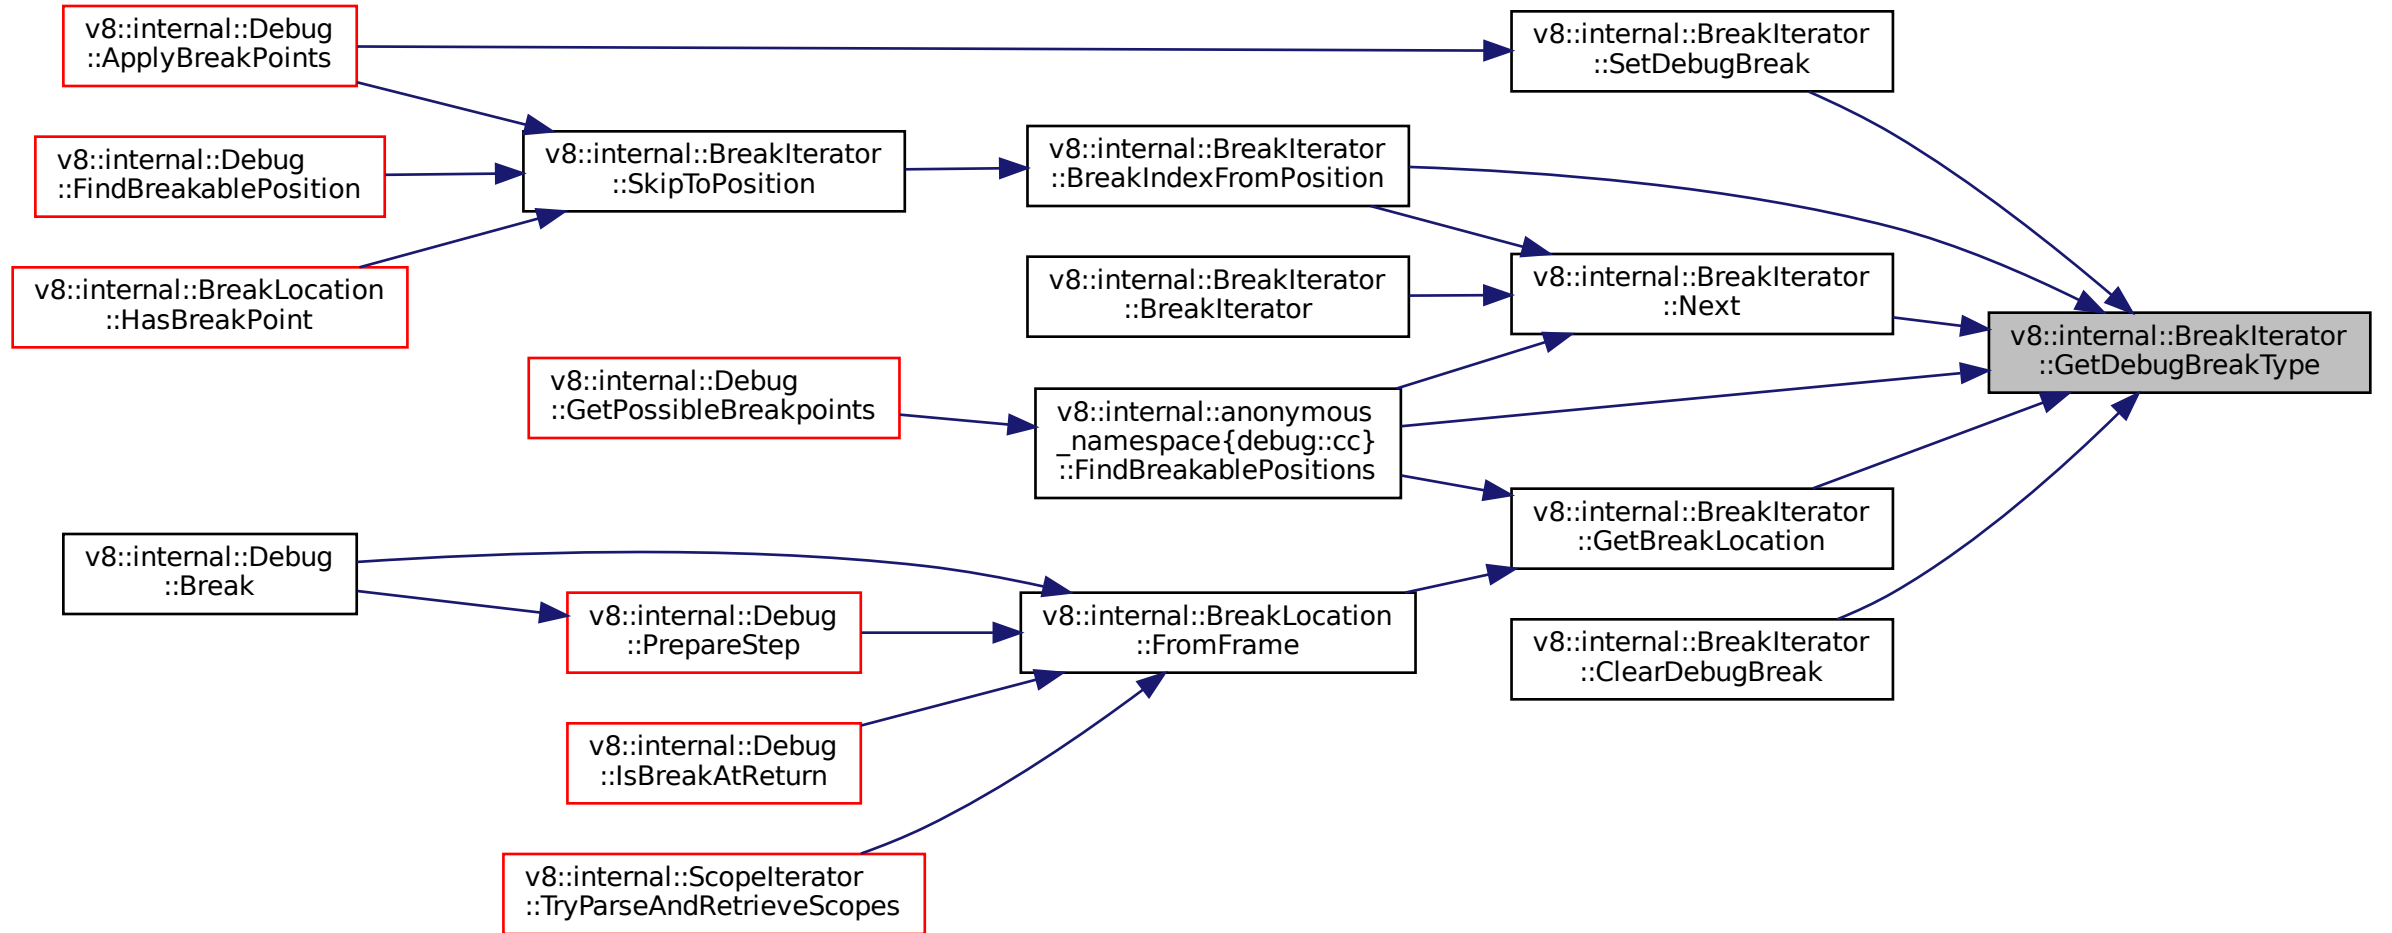 v8::internal::Debug
::ApplyBreakPoints
v8::internal::BreakIterator
::SetDebugBreak
v8::internal::Debug
::FindBreakablePosition
v8::internal::BreakIterator
::SkipToPosition
v8::internal::BreakIterator
::BreakIndexFromPosition
v8::internal::BreakLocation
::HasBreakPoint
v8::internal::BreakIterator
::BreakIterator
v8::internal::BreakIterator
::Next
v8::internal::BreakIterator
::GetDebugBreakType
v8::internal::Debug
::GetPossibleBreakpoints
v8::internal::anonymous
_namespace{debug::cc}
::FindBreakablePositions
v8::internal::BreakIterator
::GetBreakLocation
v8::internal::Debug
::Break
v8::internal::Debug
::PrepareStep
v8::internal::BreakLocation
::FromFrame
v8::internal::BreakIterator
::ClearDebugBreak
v8::internal::Debug
::IsBreakAtReturn
v8::internal::ScopeIterator
::TryParseAndRetrieveScopes